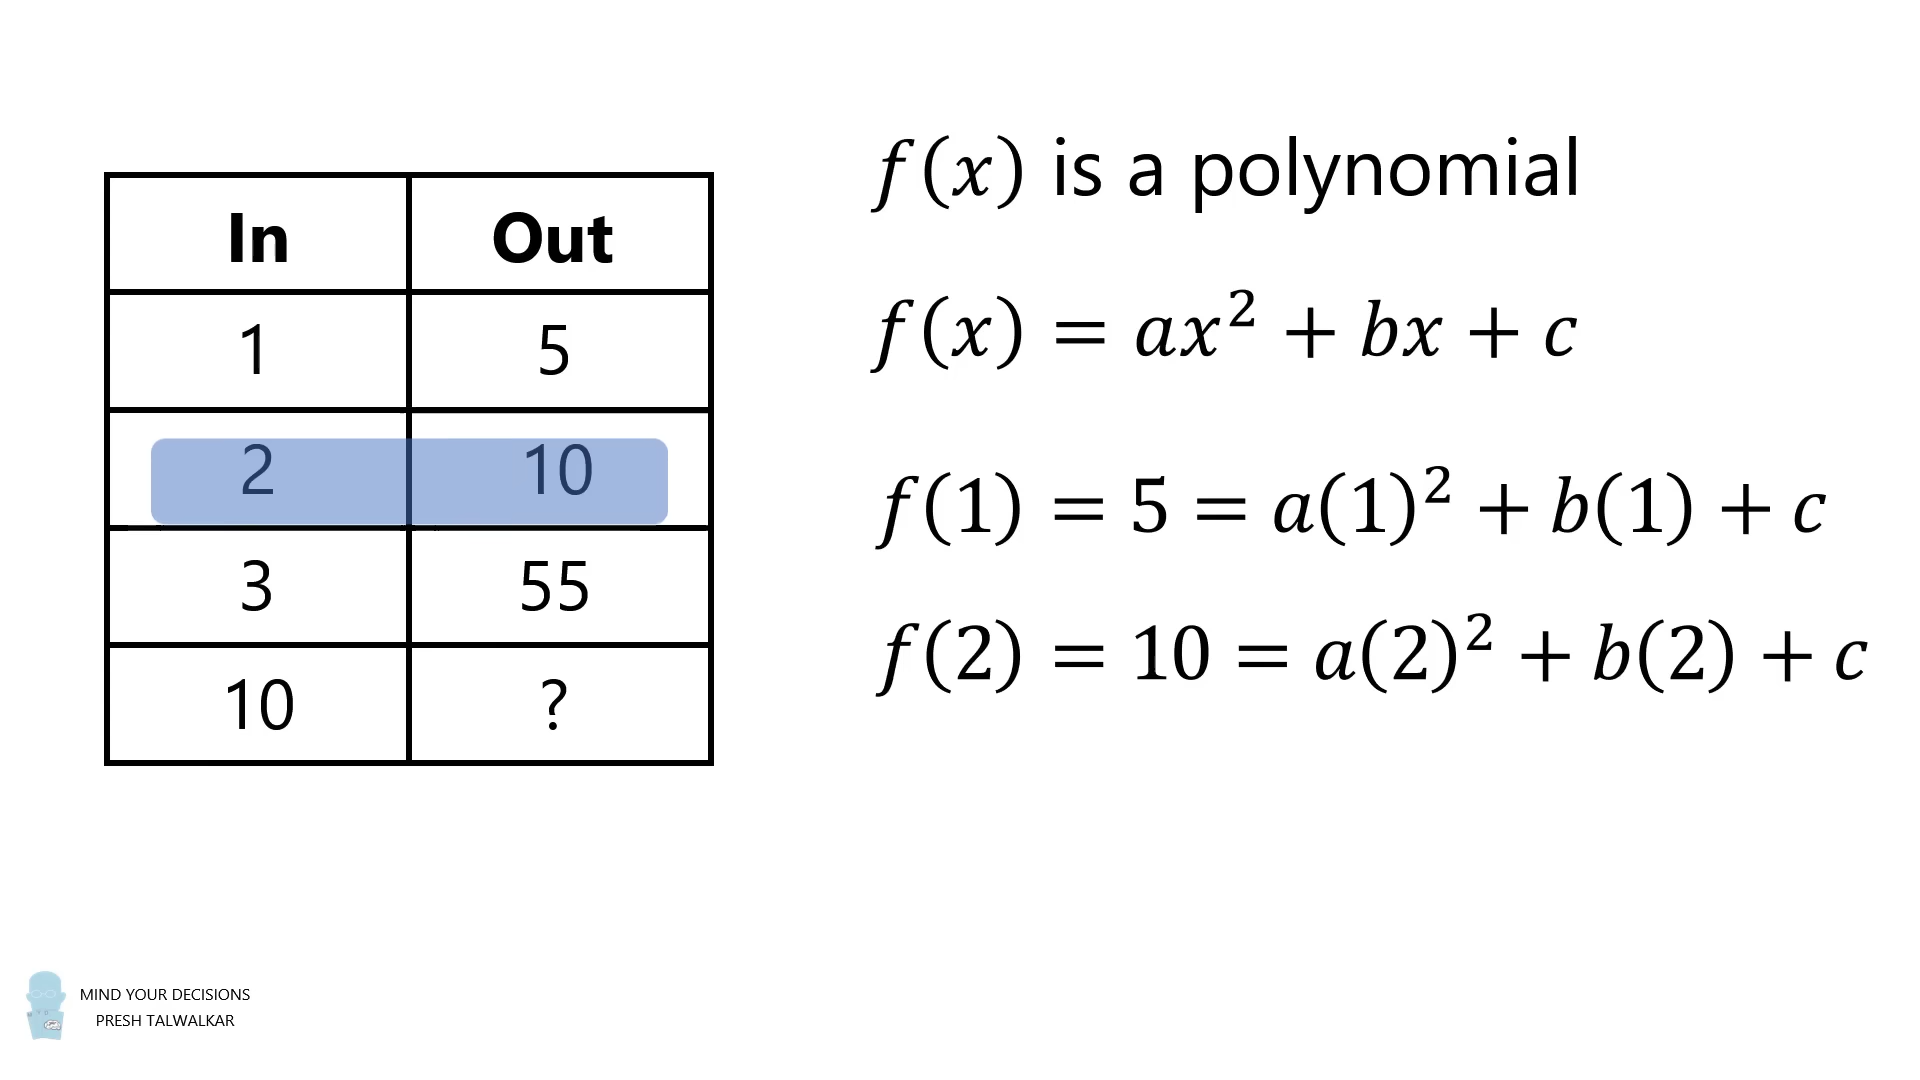 In Out
1 5
2 10
3 55
10 ?
f(x) is a polynomial
f(x) = ax² + bx + c
f(1) = 5 = a(1)² + b(1) + c
f(2) = 10 = a(2)² + b(2) + c
MIND YOUR DECISIONS
PRESH TALWALKAR